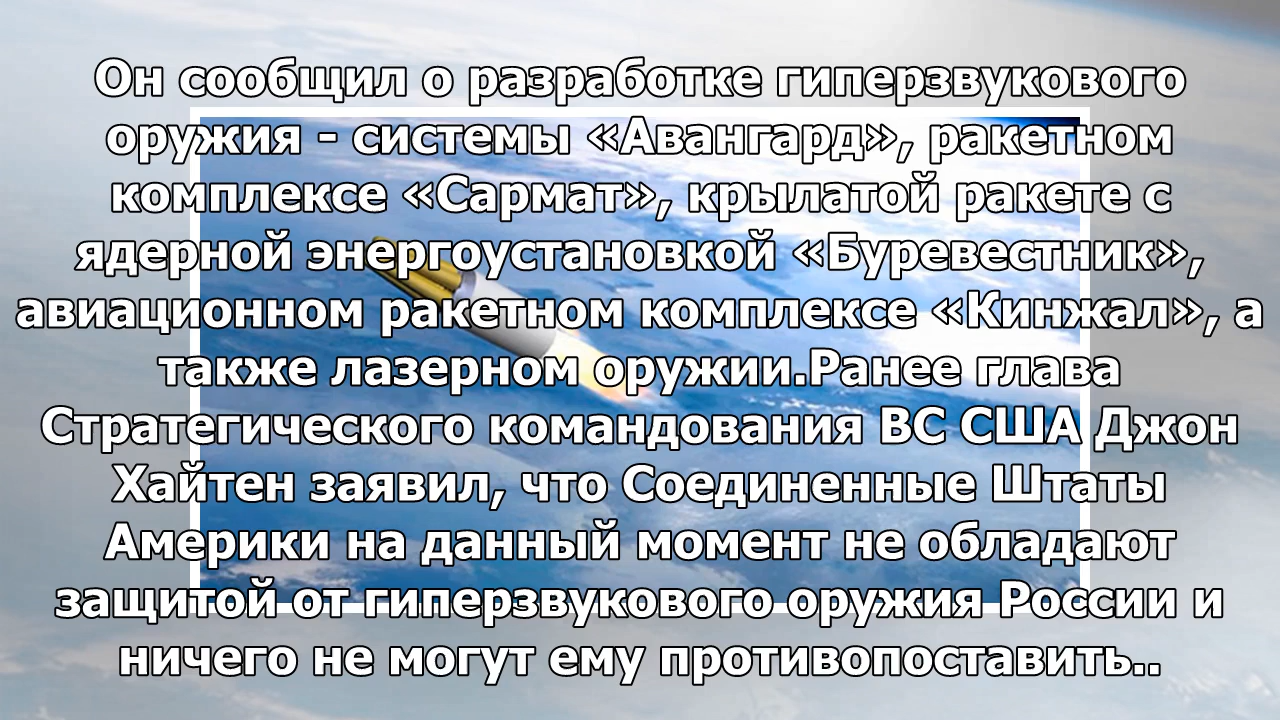 Он сообщил о разработке гиперзвукового
оружия - системы «Авангард», ракетном
комплексе «Сармат», крылатой ракете с
ядерной энергоустановкой «Буревестник»,
авиационном ракетном комплексе «Кинжал», а
также лазерном оружии.Ранее глава
Стратегического командования ВС США Джон
Хайтен заявил, что Соединенные Штаты
Америки на данный момент не обладают
защитой от гиперзвукового оружия России и
ничего не могут ему противопоставить..